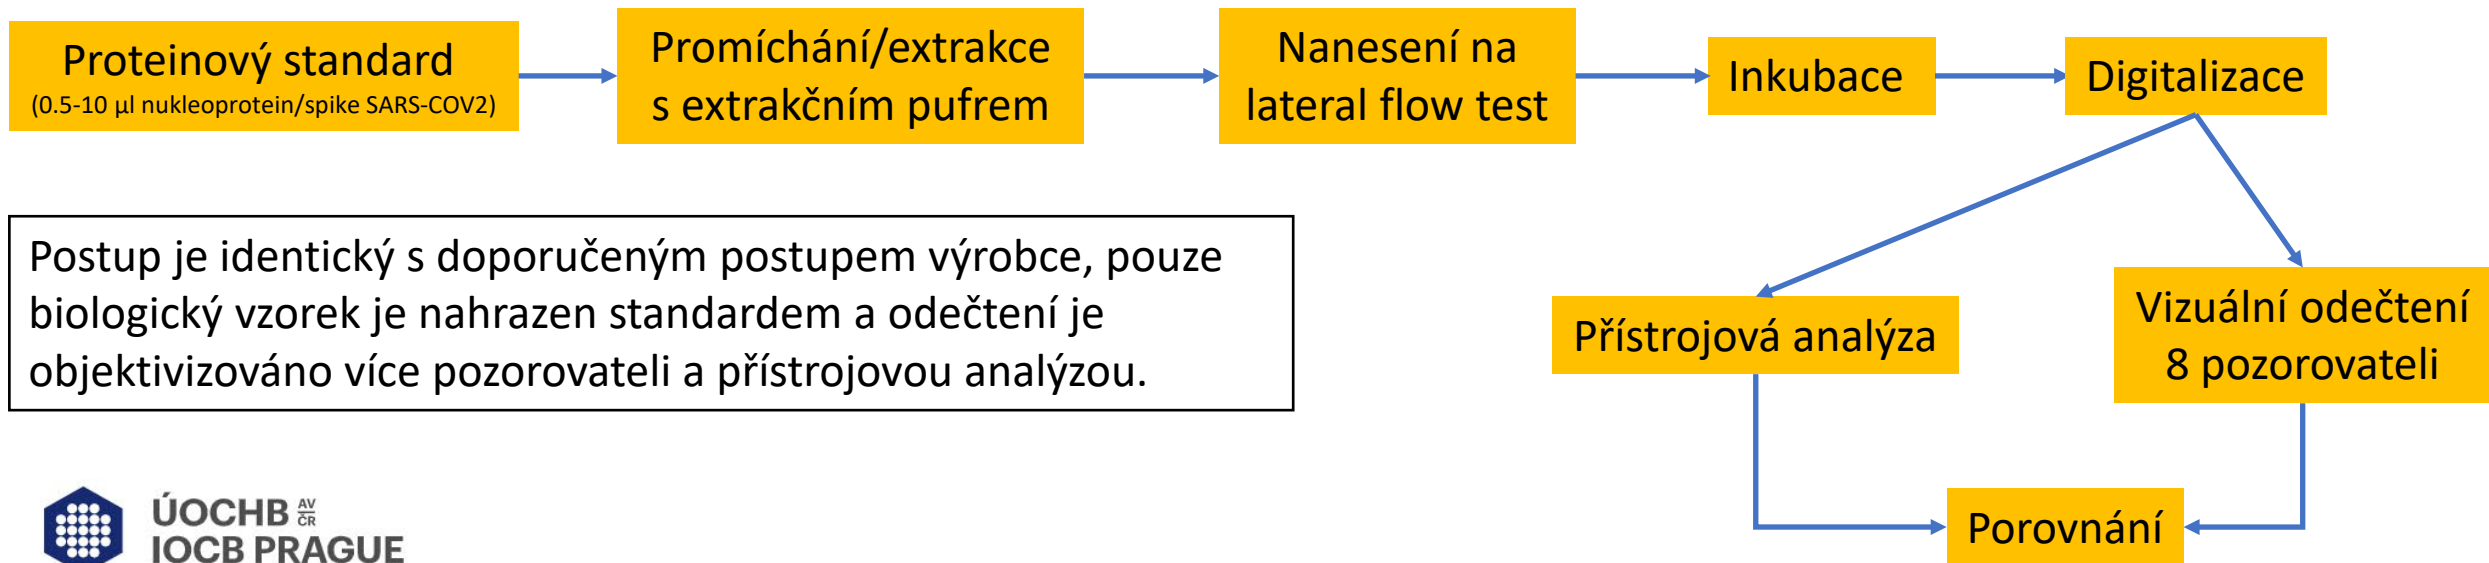 Proteinový standard
(0.5-10 µl nukleoprotein/spike SARS-COV2)
Promíchání/extrakce
s extrakčním pufrem
Nanesení na
lateral flow test
Inkubace
Digitalizace
Postup je identický s doporučeným postupem výrobce, pouze
biologický vzorek je nahrazen standardem a odečtení je
objektivizováno více pozorovateli a přístrojovou analýzou.
Přístrojová analýza
Vizuální odečtení
8 pozorovateli
Porovnání
ÚOCHB AV ČR
IOCB PRAGUE